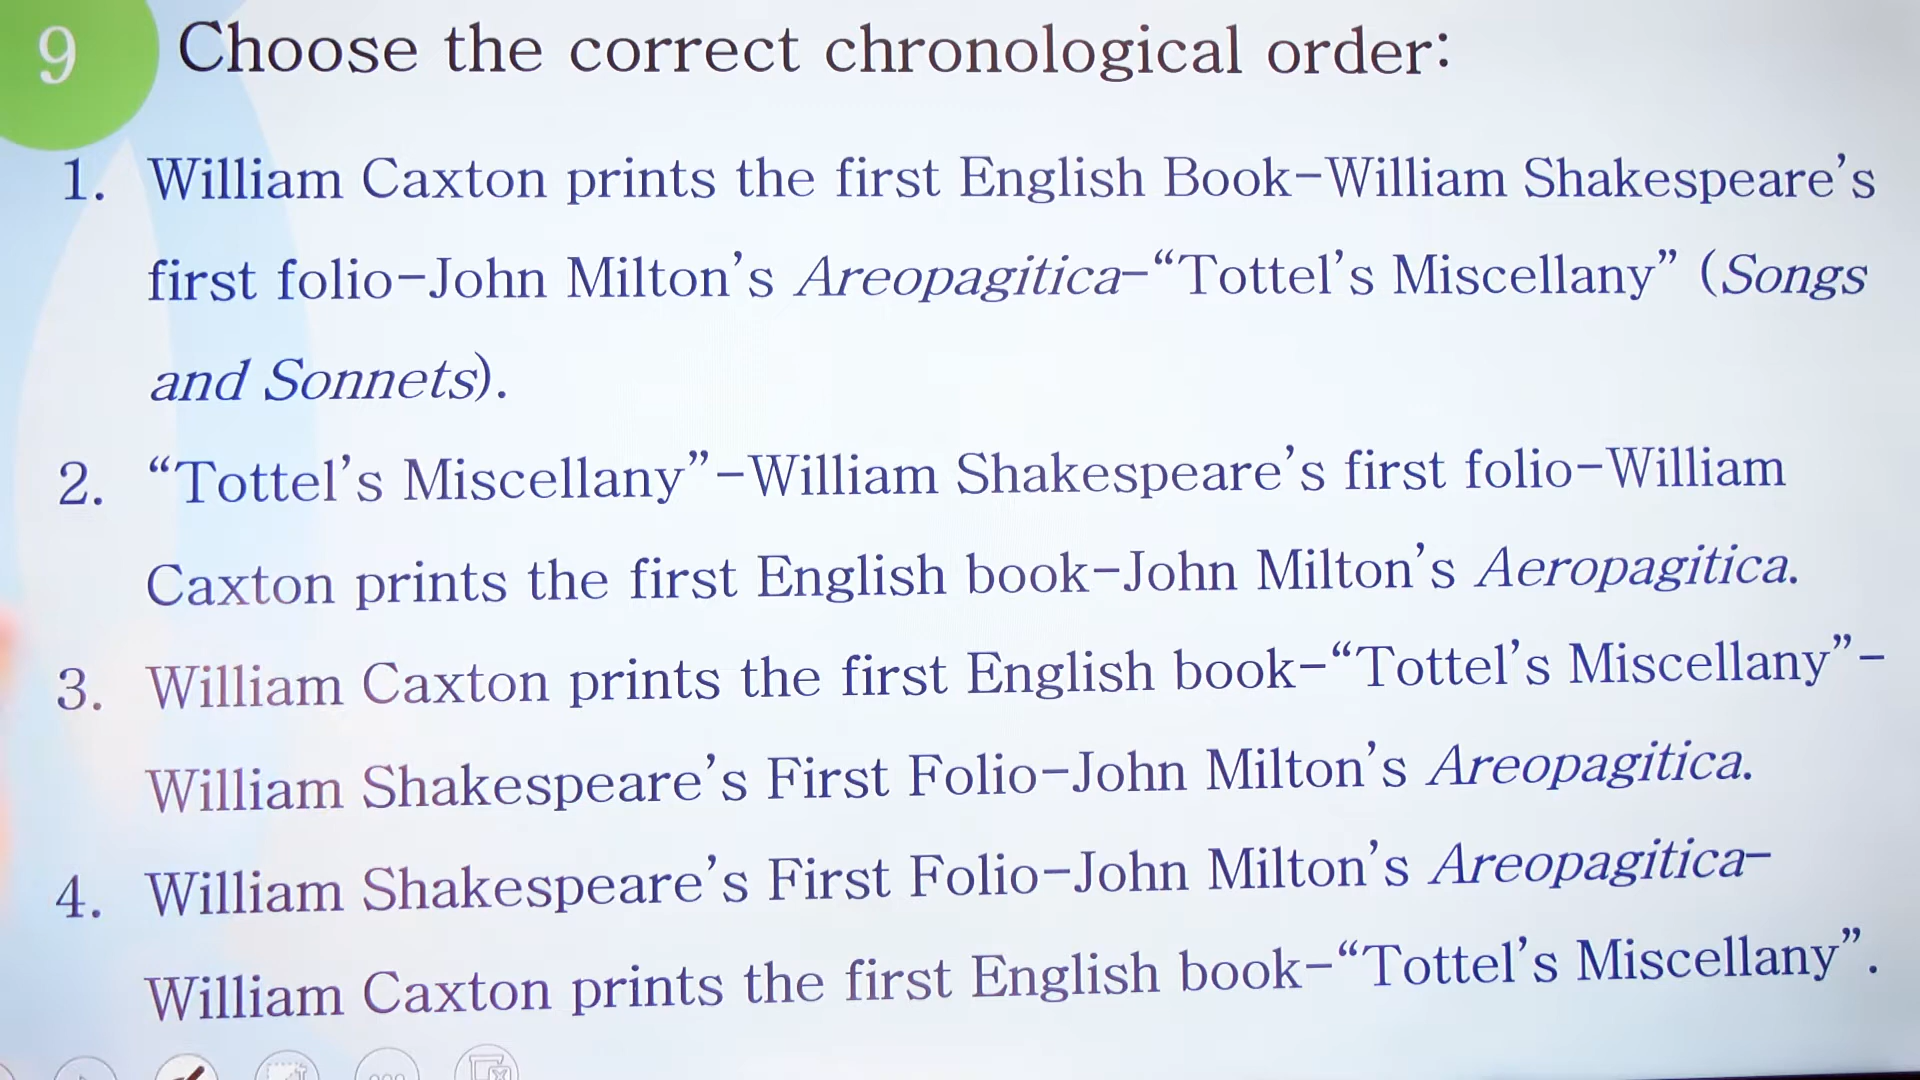 9 Choose the correct chronological order:
1. William Caxton prints the first English Book-William Shakespeare's
first folio-John Milton's Areopagitica-“Tottel's Miscellany” (Songs
and Sonnets).
2. “Tottel's Miscellany”-William Shakespeare's first folio-William
Caxton prints the first English book-John Milton's Aeropagitica.
3. William Caxton prints the first English book-“Tottel's Miscellany”-
William Shakespeare's First Folio-John Milton's Areopagitica.
4. William Shakespeare's First Folio-John Milton's Areopagitica-
William Caxton prints the first English book-“Tottel's Miscellany”.